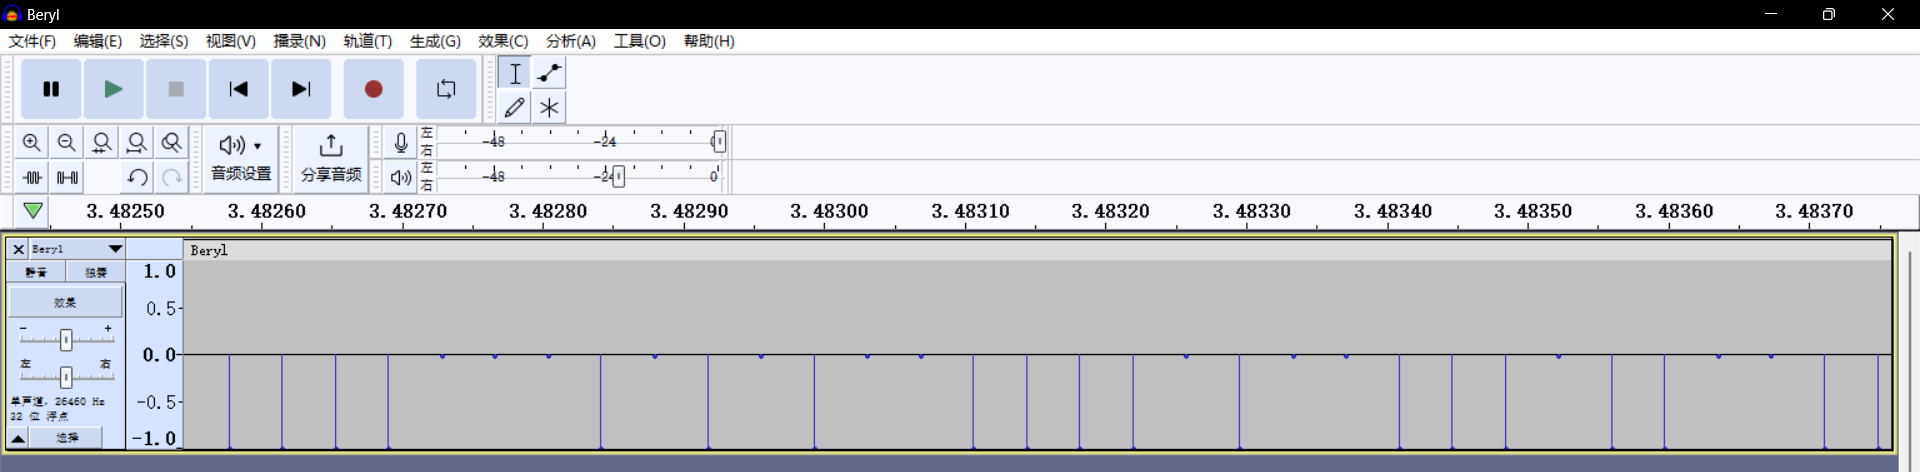 Beryl
文件(F) 编辑(E) 选择(S) 视图(V) 播录(N) 轨道(T) 生成(G) 效果(C) 分析(A) 工具(O) 帮助(H)
左 右 -48 -24 0
音频设置 分享音频
左 右 -48 -24 0
3.48250 3.48260 3.48270 3.48280 3.48290 3.48300 3.48310 3.48320 3.48330 3.48340 3.48350 3.48360 3.48370
Beryl Beryl
静音 独奏 1.0
效果 0.5
- + 0.0
左 右
单声道, 26460 Hz -0.5
32 位 浮点
选择 -1.0